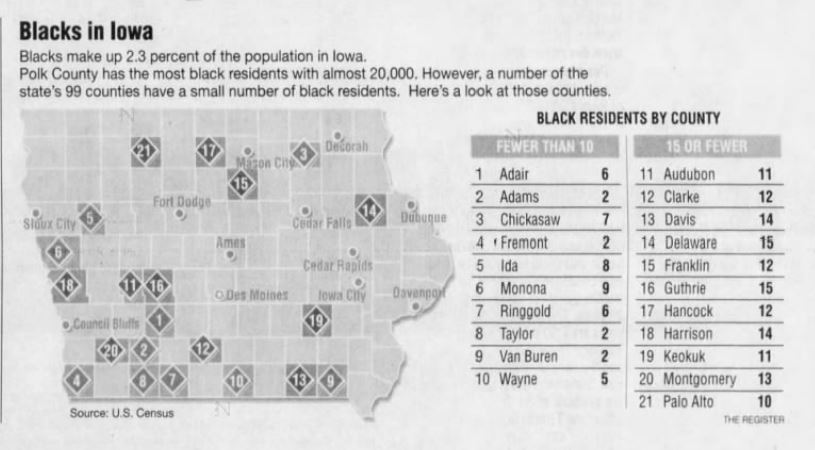 Blacks in Iowa
Blacks make up 2.3 percent of the population in Iowa.
Polk County has the most black residents with almost 20,000. However, a number of the
state's 99 counties have a small number of black residents. Here's a look at those counties.
21
17
Mason City
3
Decorah
15
Fort Dodge
Sioux City
5
Cedar Falls
14
Dubuque
6
Ames
Cedar Rapids
18
11
16
Des Moines
Iowa City
Davenport
Council Bluffs
1
19
20
2
12
4
8
7
10
13
9
Source: U.S. Census
BLACK RESIDENTS BY COUNTY
FEWER THAN 10
1 Adair 6
2 Adams 2
3 Chickasaw 7
4 Fremont 2
5 Ida 8
6 Monona 9
7 Ringgold 6
8 Taylor 2
9 Van Buren 2
10 Wayne 5
15 OR FEWER
11 Audubon 11
12 Clarke 12
13 Davis 14
14 Delaware 15
15 Franklin 12
16 Guthrie 15
17 Hancock 12
18 Harrison 14
19 Keokuk 11
20 Montgomery 13
21 Palo Alto 10
THE REGISTER